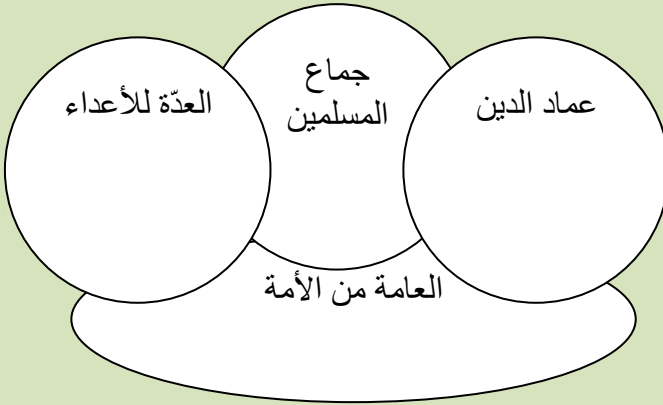 عماد الدين
جماع
المسلمين
العدّة للأعداء
العامة من الأمة